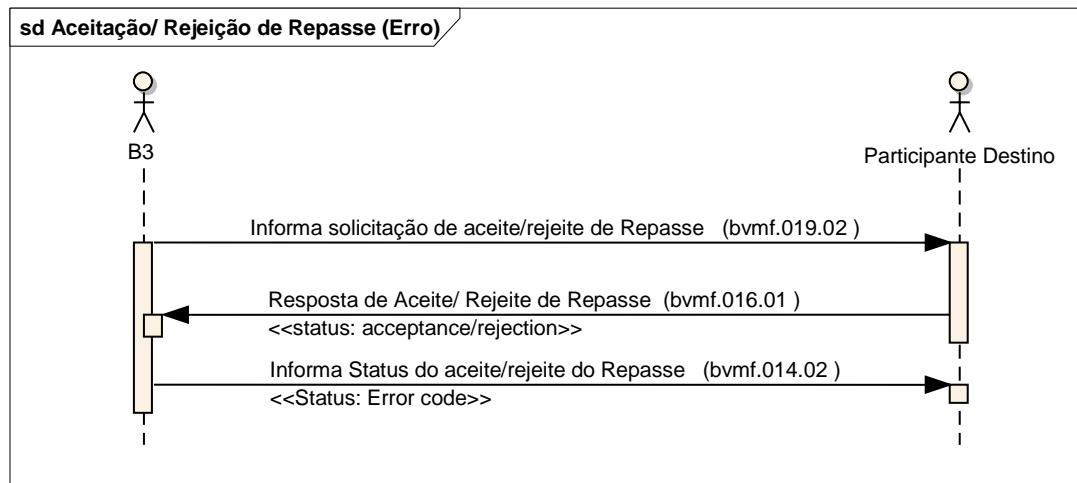 sd Aceitação/ Rejeição de Repasse (Erro)
B3
Participante Destino
Informa solicitação de aceite/rejeite de Repasse (bvmf.019.02 )
Resposta de Aceite/ Rejeite de Repasse (bvmf.016.01 )
<<status: acceptance/rejection>>
Informa Status do aceite/rejeite do Repasse (bvmf.014.02 )
<<Status: Error code>>